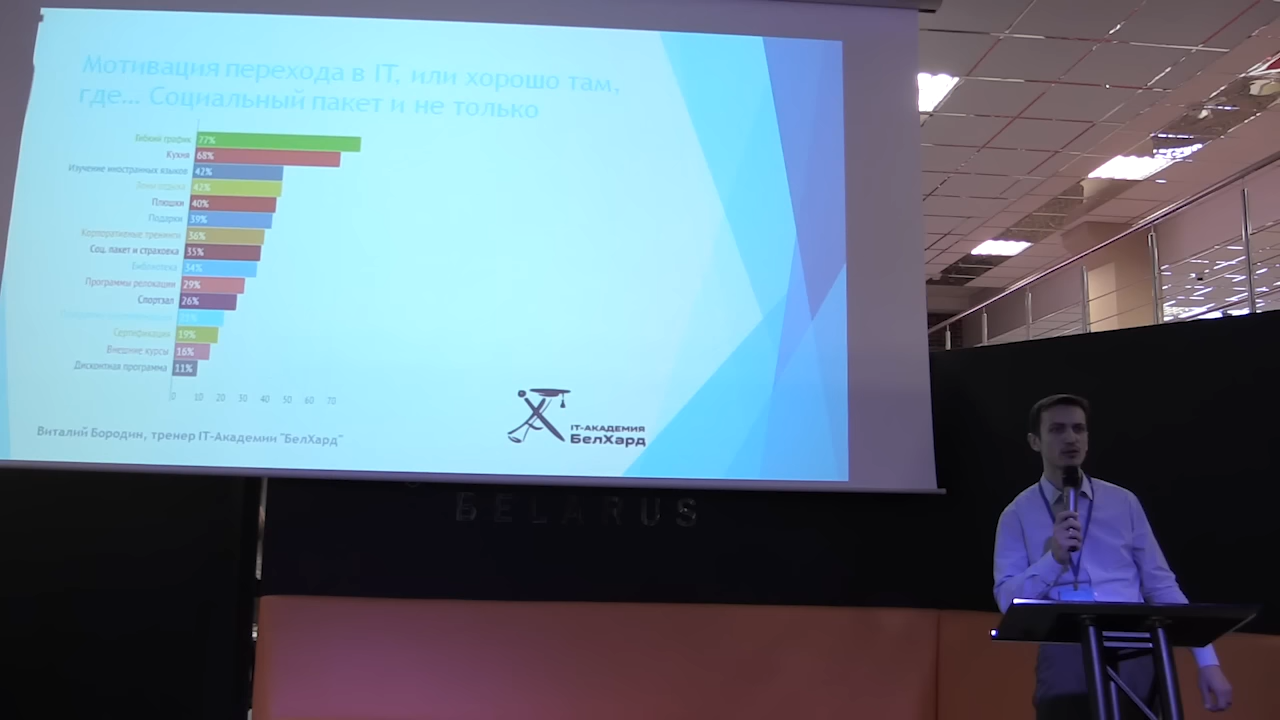 Мотивация перехода в IT, или хорошо там,
где... Социальный пакет и не только
Гибкий график 77%
Кухня 68%
Изучение иностранных языков 42%
Зоны отдыха 42%
Плюшки 40%
Подарки 39%
Корпоративные тренинги 36%
Соц. пакет и страховка 35%
Библиотека 34%
Программы релокации 29%
Спортзал 26%
Сертификация 19%
Внешние курсы 16%
Дисконтная программа 11%
0 10 20 30 40 50 60 70
Виталий Бородин, тренер IT-Академии "БелХард"
IT-АКАДЕМИЯ
БелХард
BELARUS